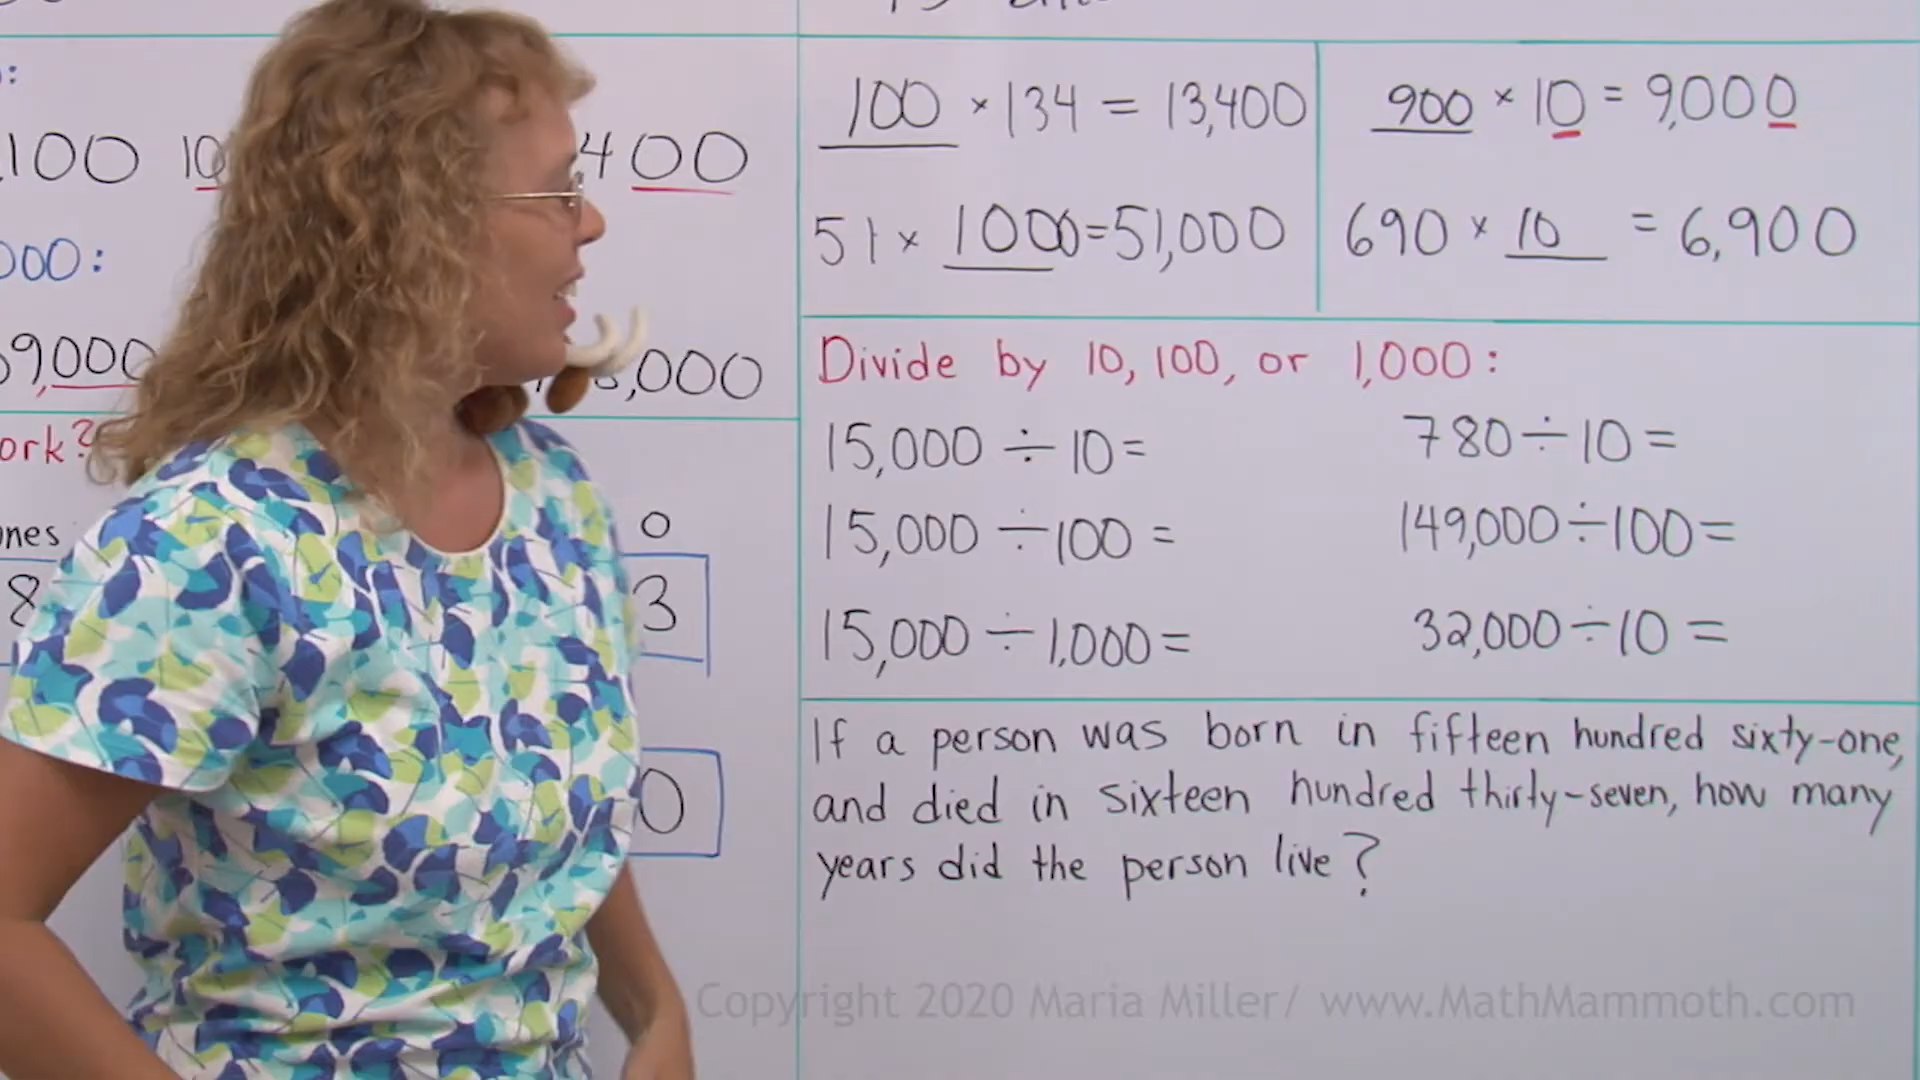 100 10 400
000:
9,000 ,000
ork?
ones 0
8 3
0
100 × 134 = 13,400
51 × 1000=51,000
900 × 10 = 9,000
690 × 10 = 6,900
Divide by 10, 100, or 1,000:
15,000 ÷ 10 =
15,000 ÷ 100 =
15,000 ÷ 1,000 =
780 ÷ 10 =
149,000 ÷ 100 =
32,000 ÷ 10 =
If a person was born in fifteen hundred sixty-one,
and died in sixteen hundred thirty-seven, how many
years did the person live?
Copyright 2020 Maria Miller/ www.MathMammoth.com